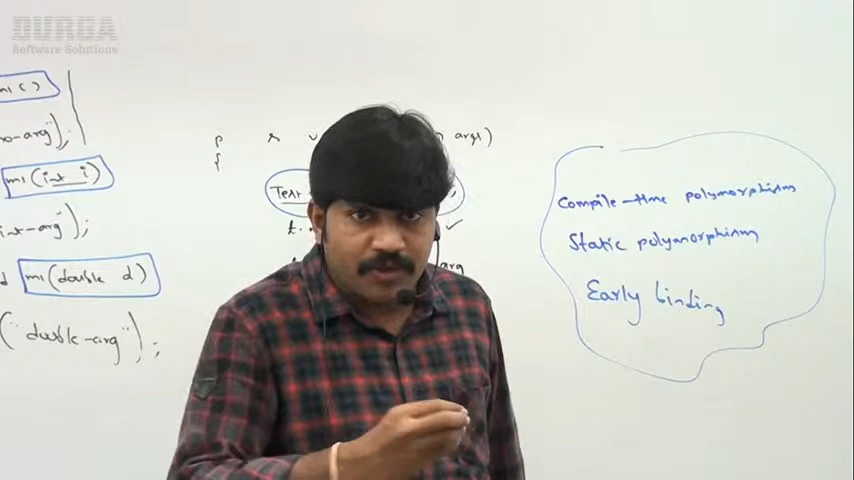 DURGA
Software Solutions
m1()
no-arg");
m1(int i)
int-arg");
m1(double d)
("double-arg");
p s v args)
{
Test
t.
arg
Compile-time polymorphism
Static polymorphism
Early binding